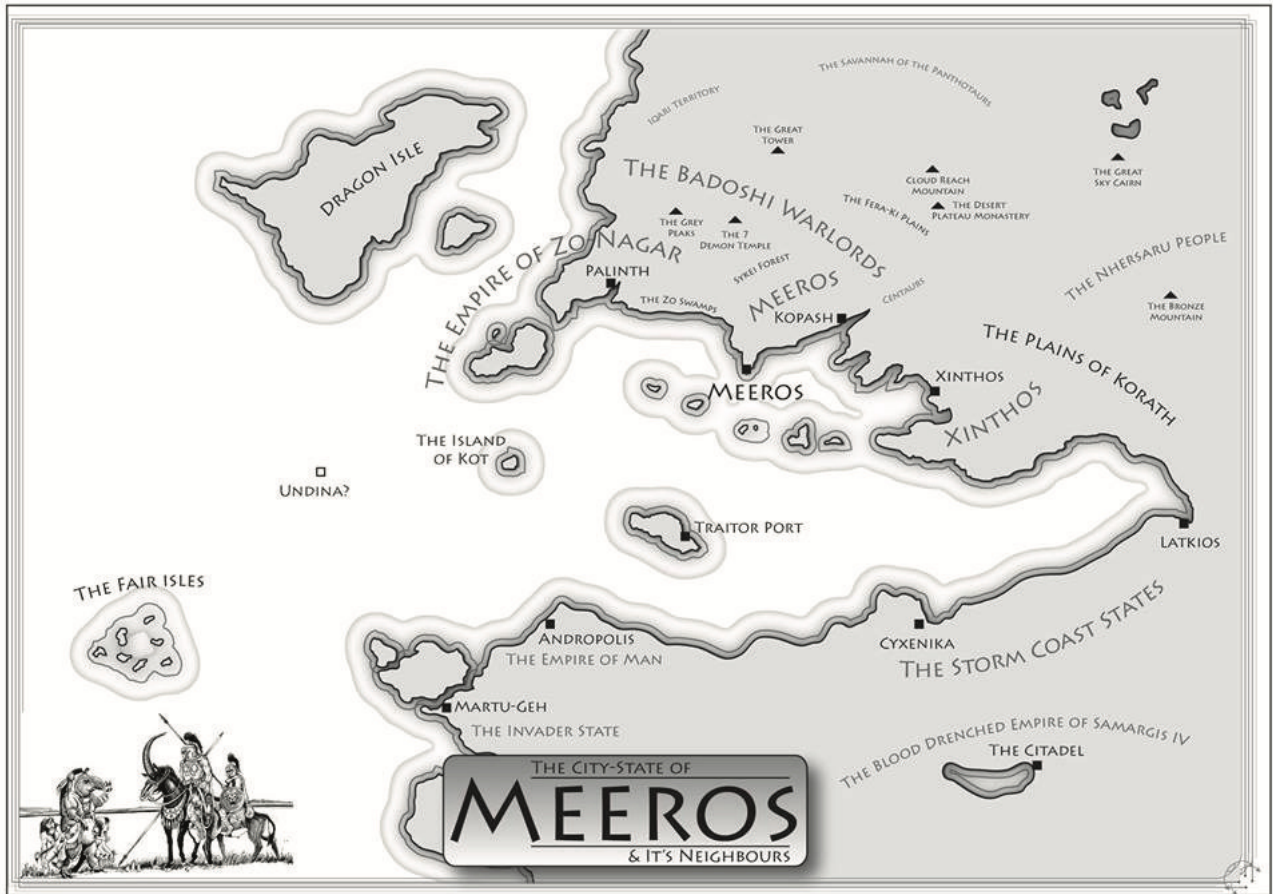 The Savannah of the Panthotaurs
Iqari Territory
The Great
Tower
Dragon Isle
The Badoshi Warlords
Cloud Reach
Mountain
The Great
Sky Cairn
The Fera-Ki Plains
The Desert
Plateau Monastery
The Grey
Peaks
The 7
Demon Temple
The Empire of Zo-Nagar
The Nhersaru People
Sykei Forest
Palinth
Meeros
Centaurs
The Zo Swamps
Kopash
The Bronze
Mountain
The Plains of Korath
Xinthos
Meeros
Xinthos
The Island
of Kot
Undina?
Traitor Port
Latkios
The Fair Isles
Andropolis
The Empire of Man
Cyxenika
The Storm Coast States
Martu-Geh
The Invader State
The Blood Drenched Empire of Samargis IV
The Citadel
The City-State of
Meeros
& It's Neighbours